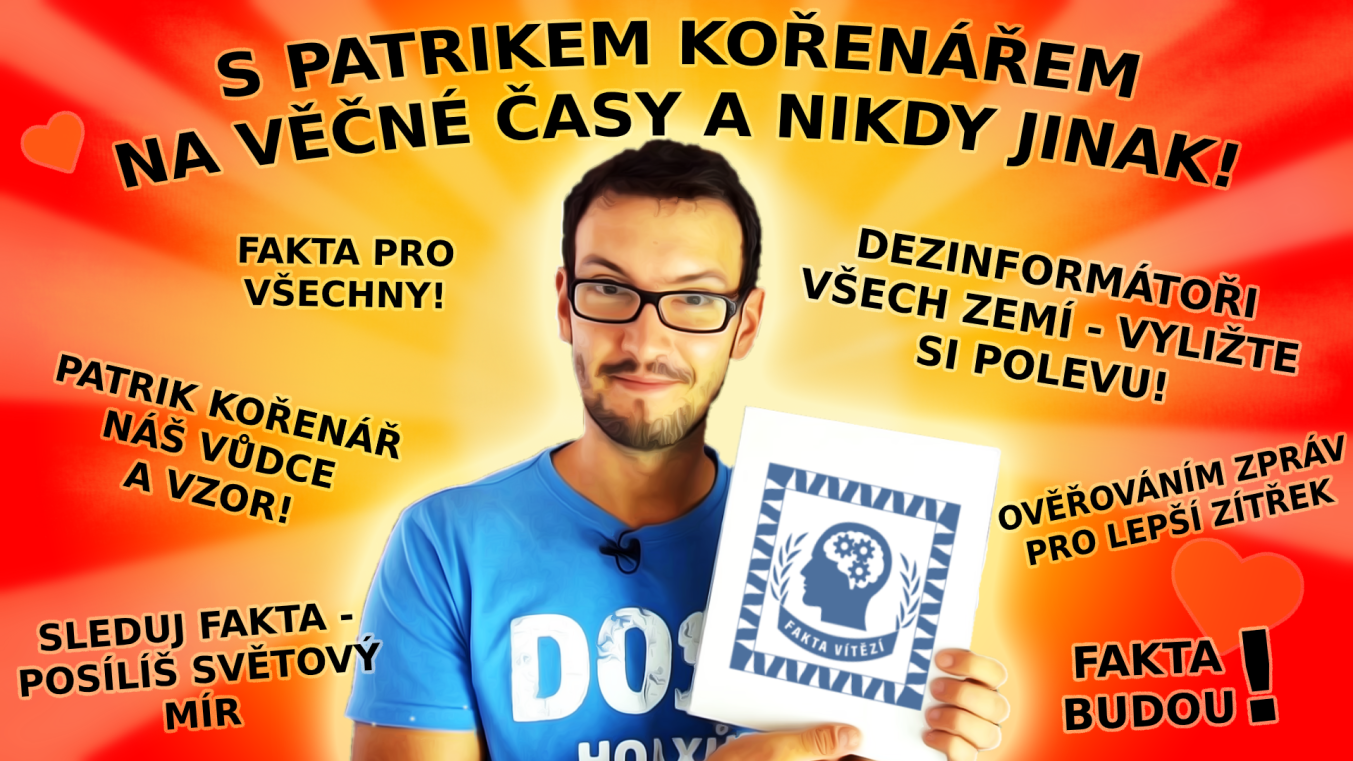 S PATRIKEM KOŘENÁŘEM
NA VĚČNÉ ČASY A NIKDY JINAK!
FAKTA PRO
VŠECHNY!
DEZINFORMÁTOŘI
VŠECH ZEMÍ - VYLIŽTE
SI POLEVU!
PATRIK KOŘENÁŘ
NÁŠ VŮDCE
A VZOR!
OVĚŘOVÁNÍM ZPRÁV
PRO LEPŠÍ ZÍTŘEK
FAKTA VÍTĚZÍ
SLEDUJ FAKTA -
POSÍLÍŠ SVĚTOVÝ
MÍR
FAKTA
BUDOU!